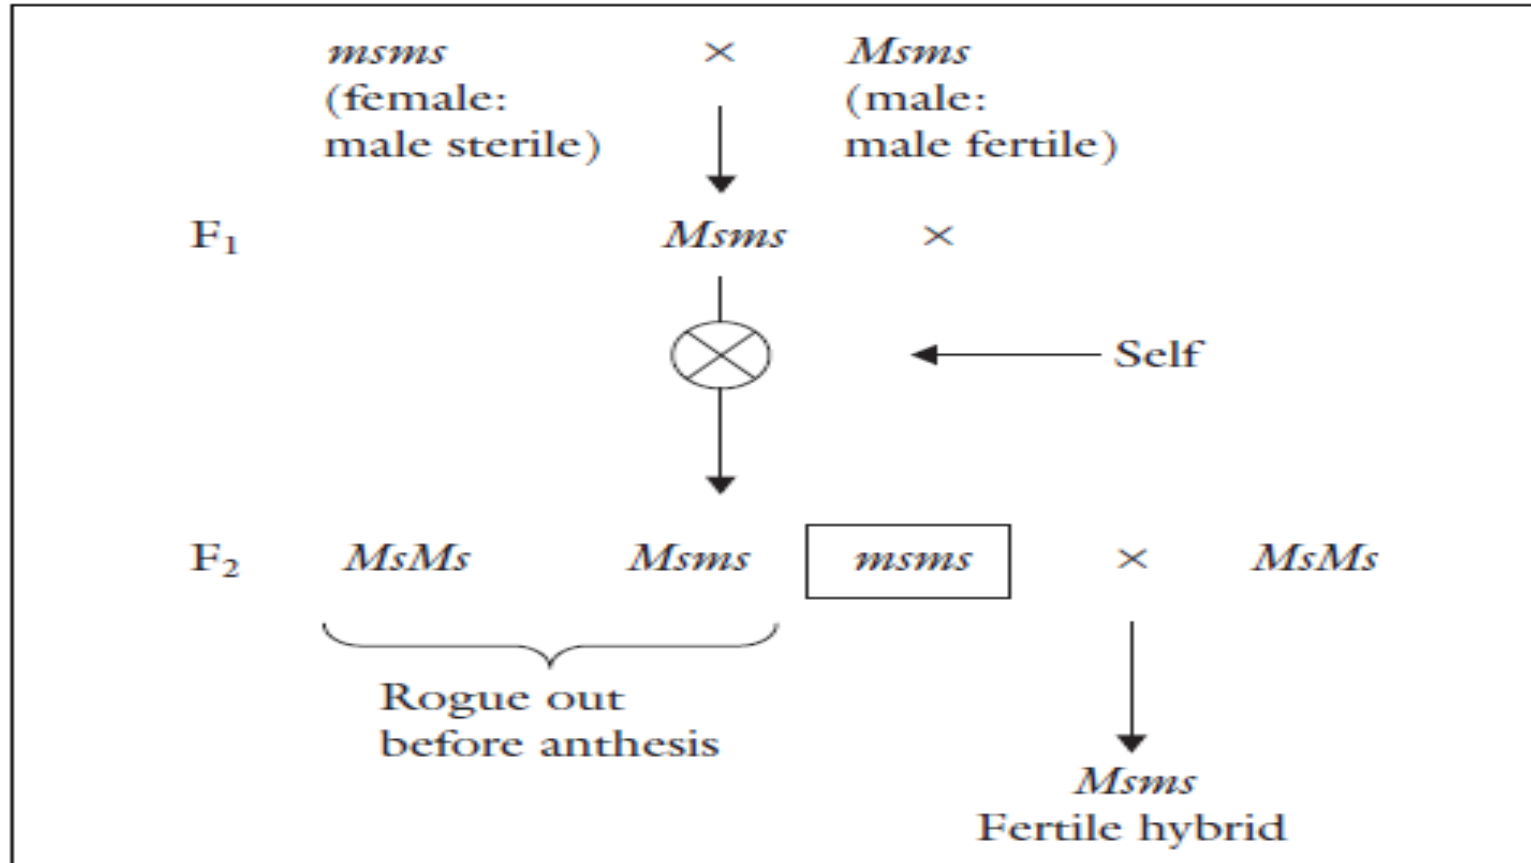 msms × Msms
(female: (male:
male sterile) male fertile)
F₁ Msms ×
Self
F₂ MsMs Msms msms × MsMs
Rogue out
before anthesis
Msms
Fertile hybrid